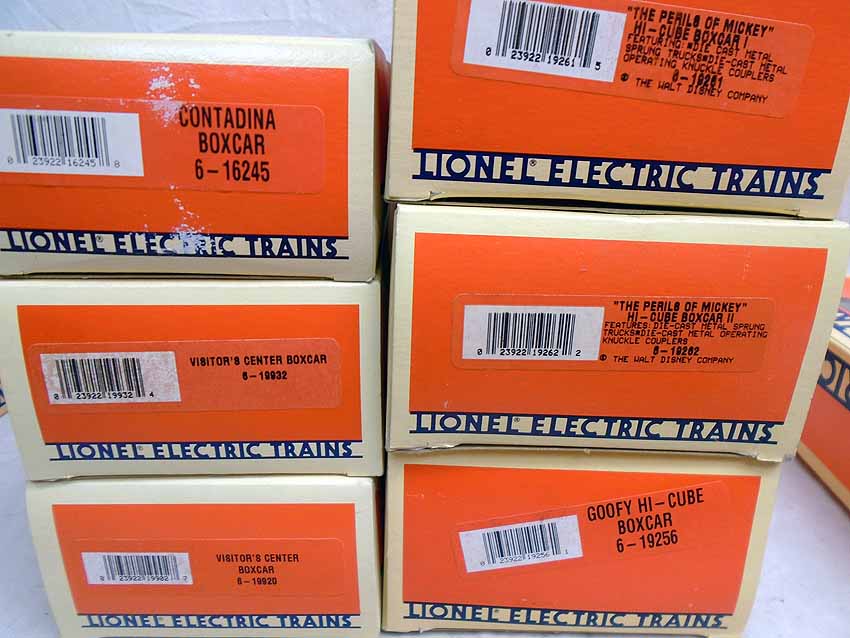 CONTADINA
BOXCAR
6-16245
0 23922 16245 8
LIONEL® ELECTRIC TRAINS
VISITOR'S CENTER BOXCAR
6-19932
0 23922 19932 4
LIONEL® ELECTRIC TRAINS
VISITOR'S CENTER
BOXCAR
6-19920
LIONEL® ELECTRIC TRAINS
"THE PERILS OF MICKEY"
HI-CUBE BOXCAR I
FEATURING:■DIE CAST METAL
SPRUNG TRUCKS■DIE-CAST METAL
OPERATING KNUCKLE COUPLERS
6-19261
© THE WALT DISNEY COMPANY
0 23922 19261 5
LIONEL® ELECTRIC TRAINS
"THE PERILS OF MICKEY"
HI-CUBE BOXCAR II
FEATURES:DIE-CAST METAL SPRUNG
TRUCKS■DIE-CAST METAL OPERATING
KNUCKLE COUPLERS
6-19262
© THE WALT DISNEY COMPANY
0 23922 19262 2
LIONEL® ELECTRIC TRAINS
GOOFY HI-CUBE
BOXCAR
6-19256
0 23922 19256 1
LIONEL® ELECTRIC TRAINS